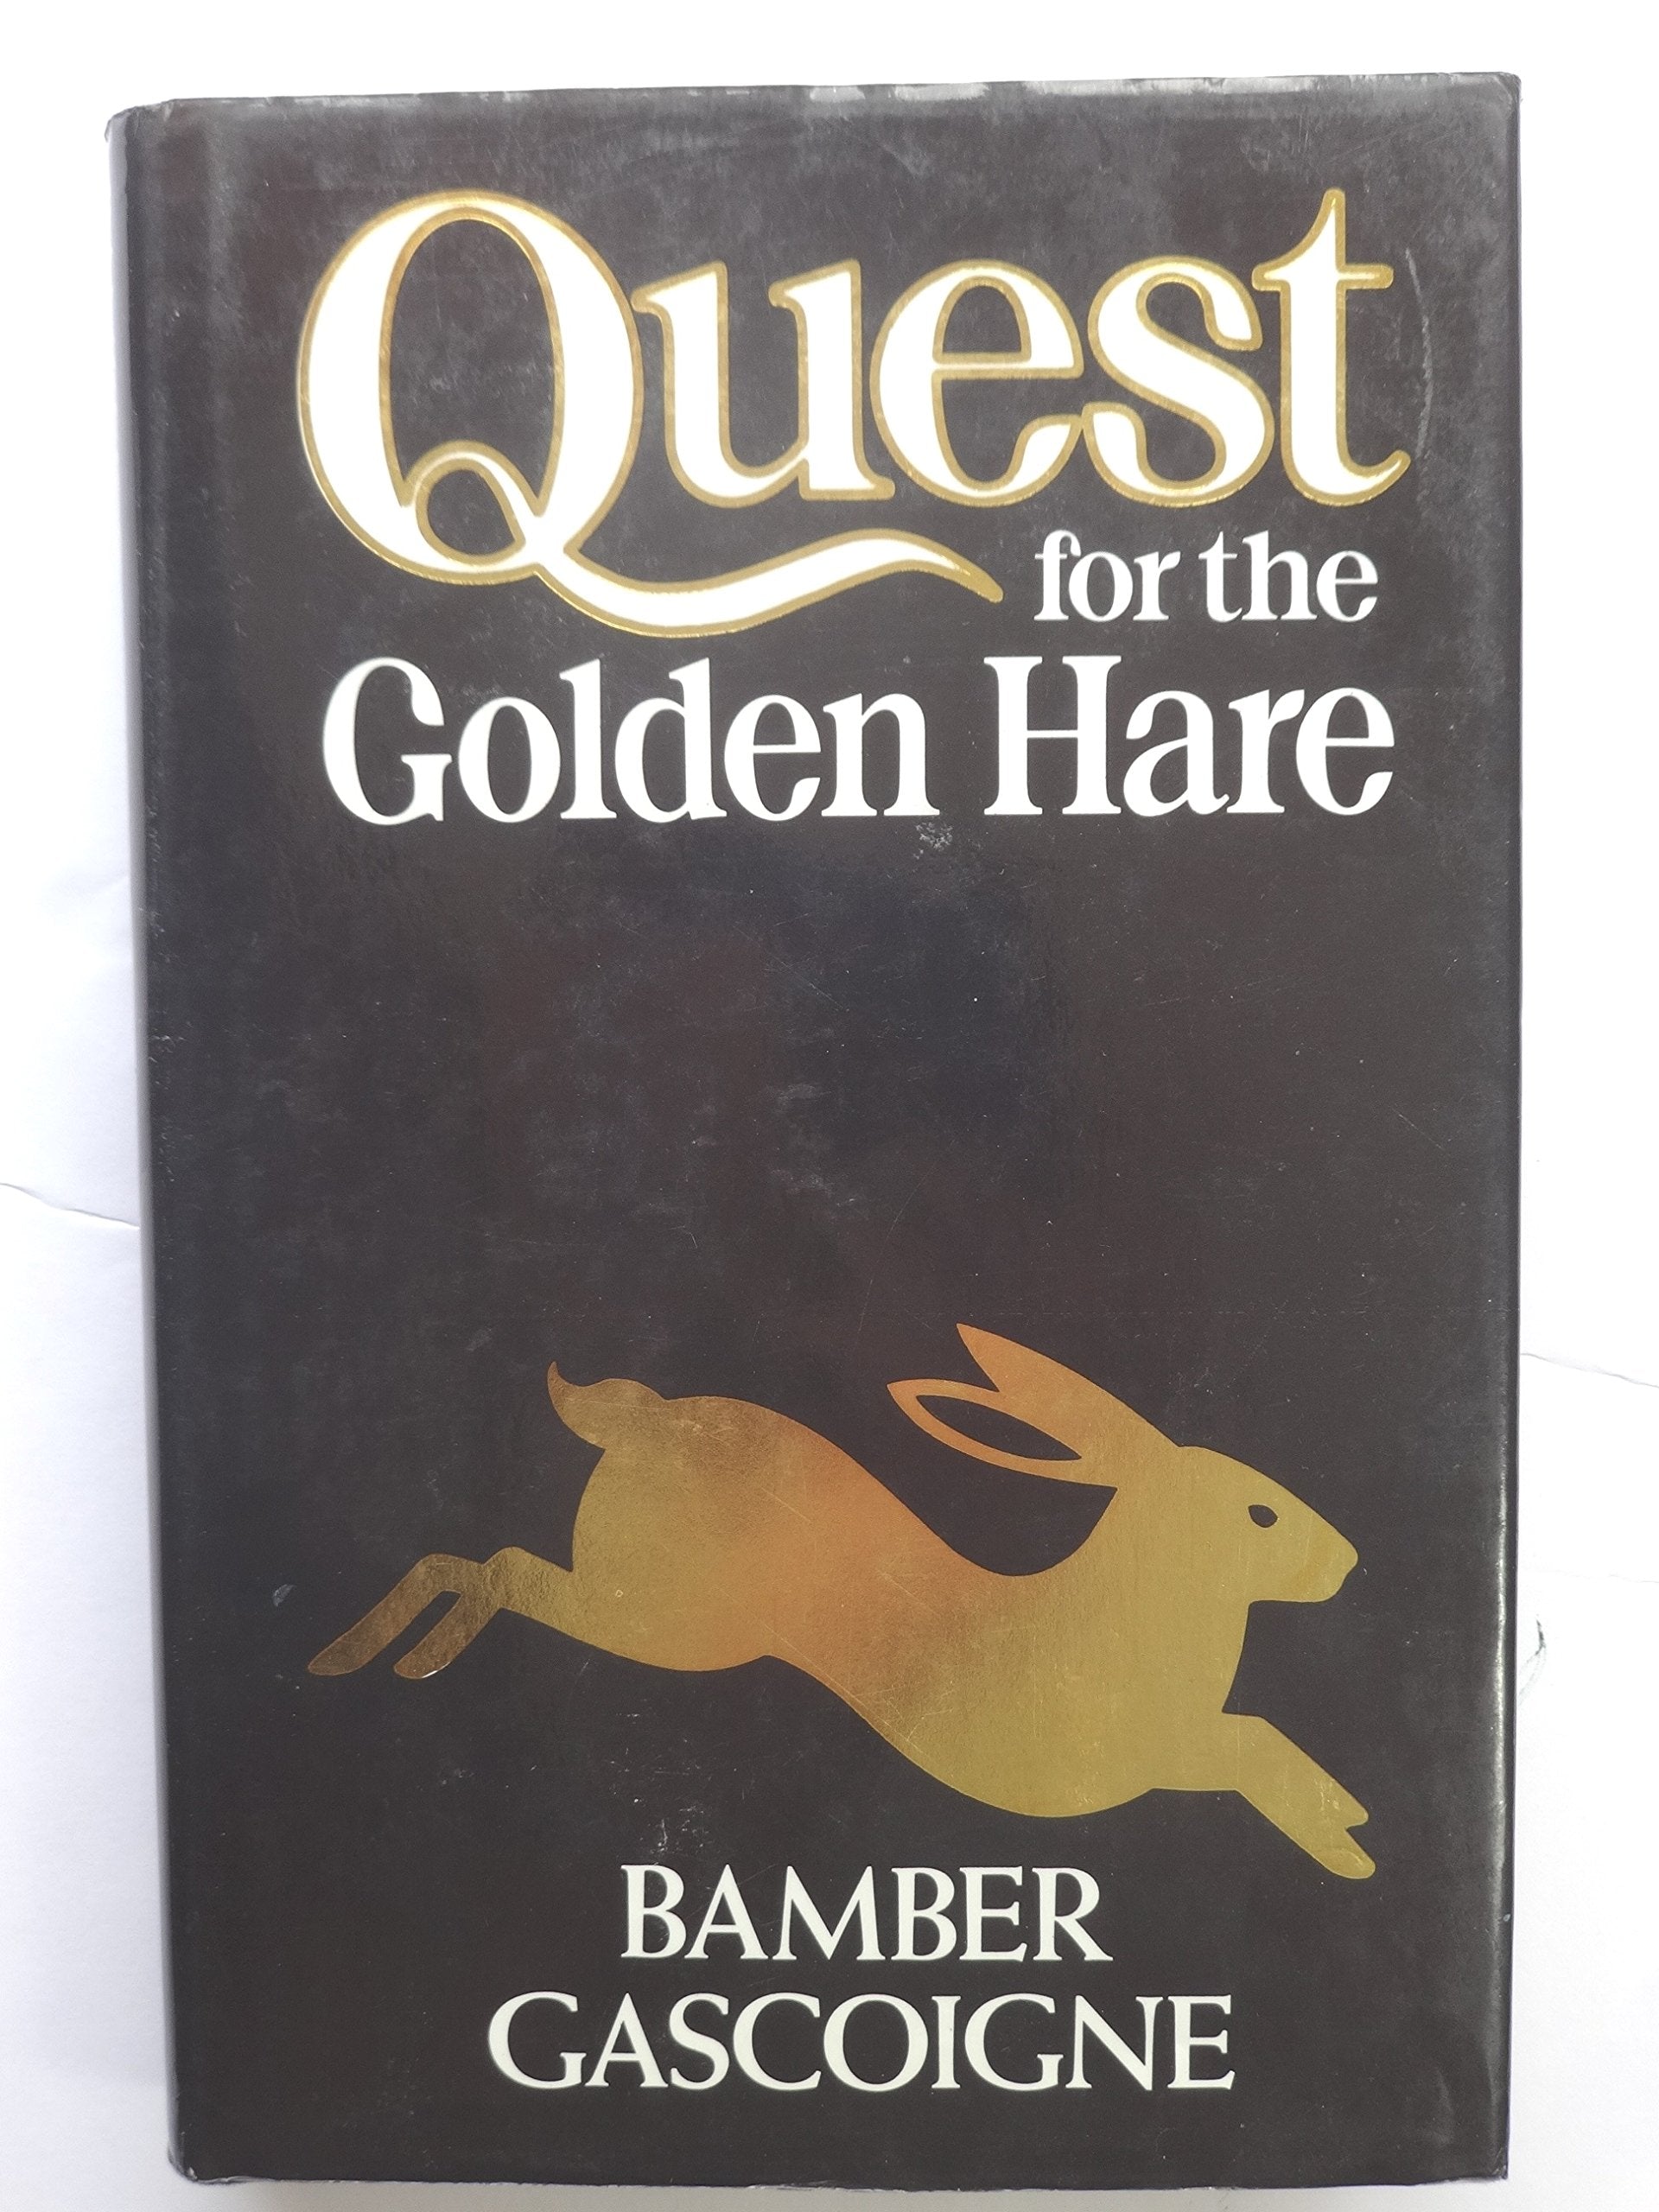 Quest
for the
Golden Hare
BAMBER
GASCOIGNE